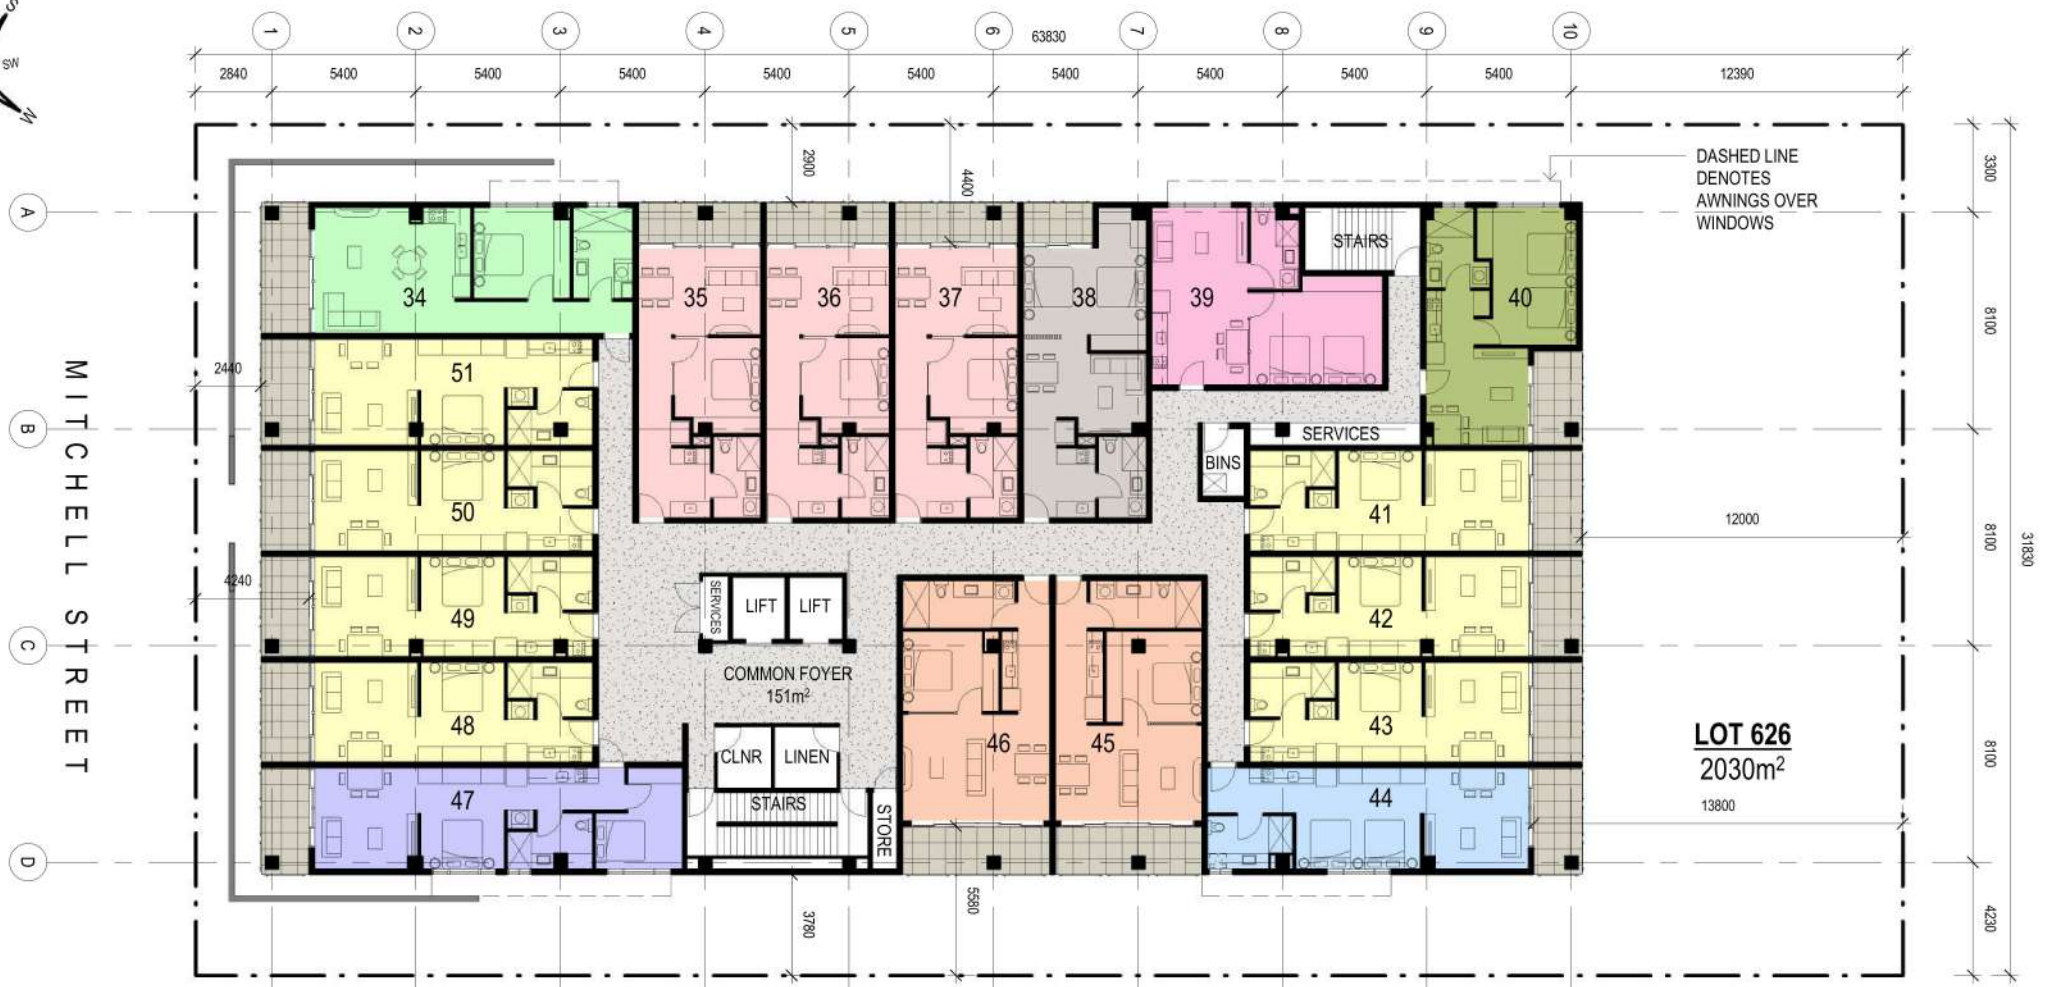 S
SW
W
1 2 3 4 5 6 7 8 9 10
63830
2840 5400 5400 5400 5400 5400 5400 5400 5400 5400 12390
DASHED LINE
DENOTES
AWNINGS OVER
WINDOWS
2900
4400
3300
A
STAIRS
34 35 36 37 38 39 40
8100
51
2440
B
SERVICES
BINS
50
41
12000
8100
31830
4240
SERVICES
LIFT LIFT
49
42
C
COMMON FOYER
151m²
48
43
LOT 626
2030m²
MITCHELL STREET
46 45
CLNR LINEN
8100
47
STAIRS
STORE
44
13800
D
3780
5580
4230